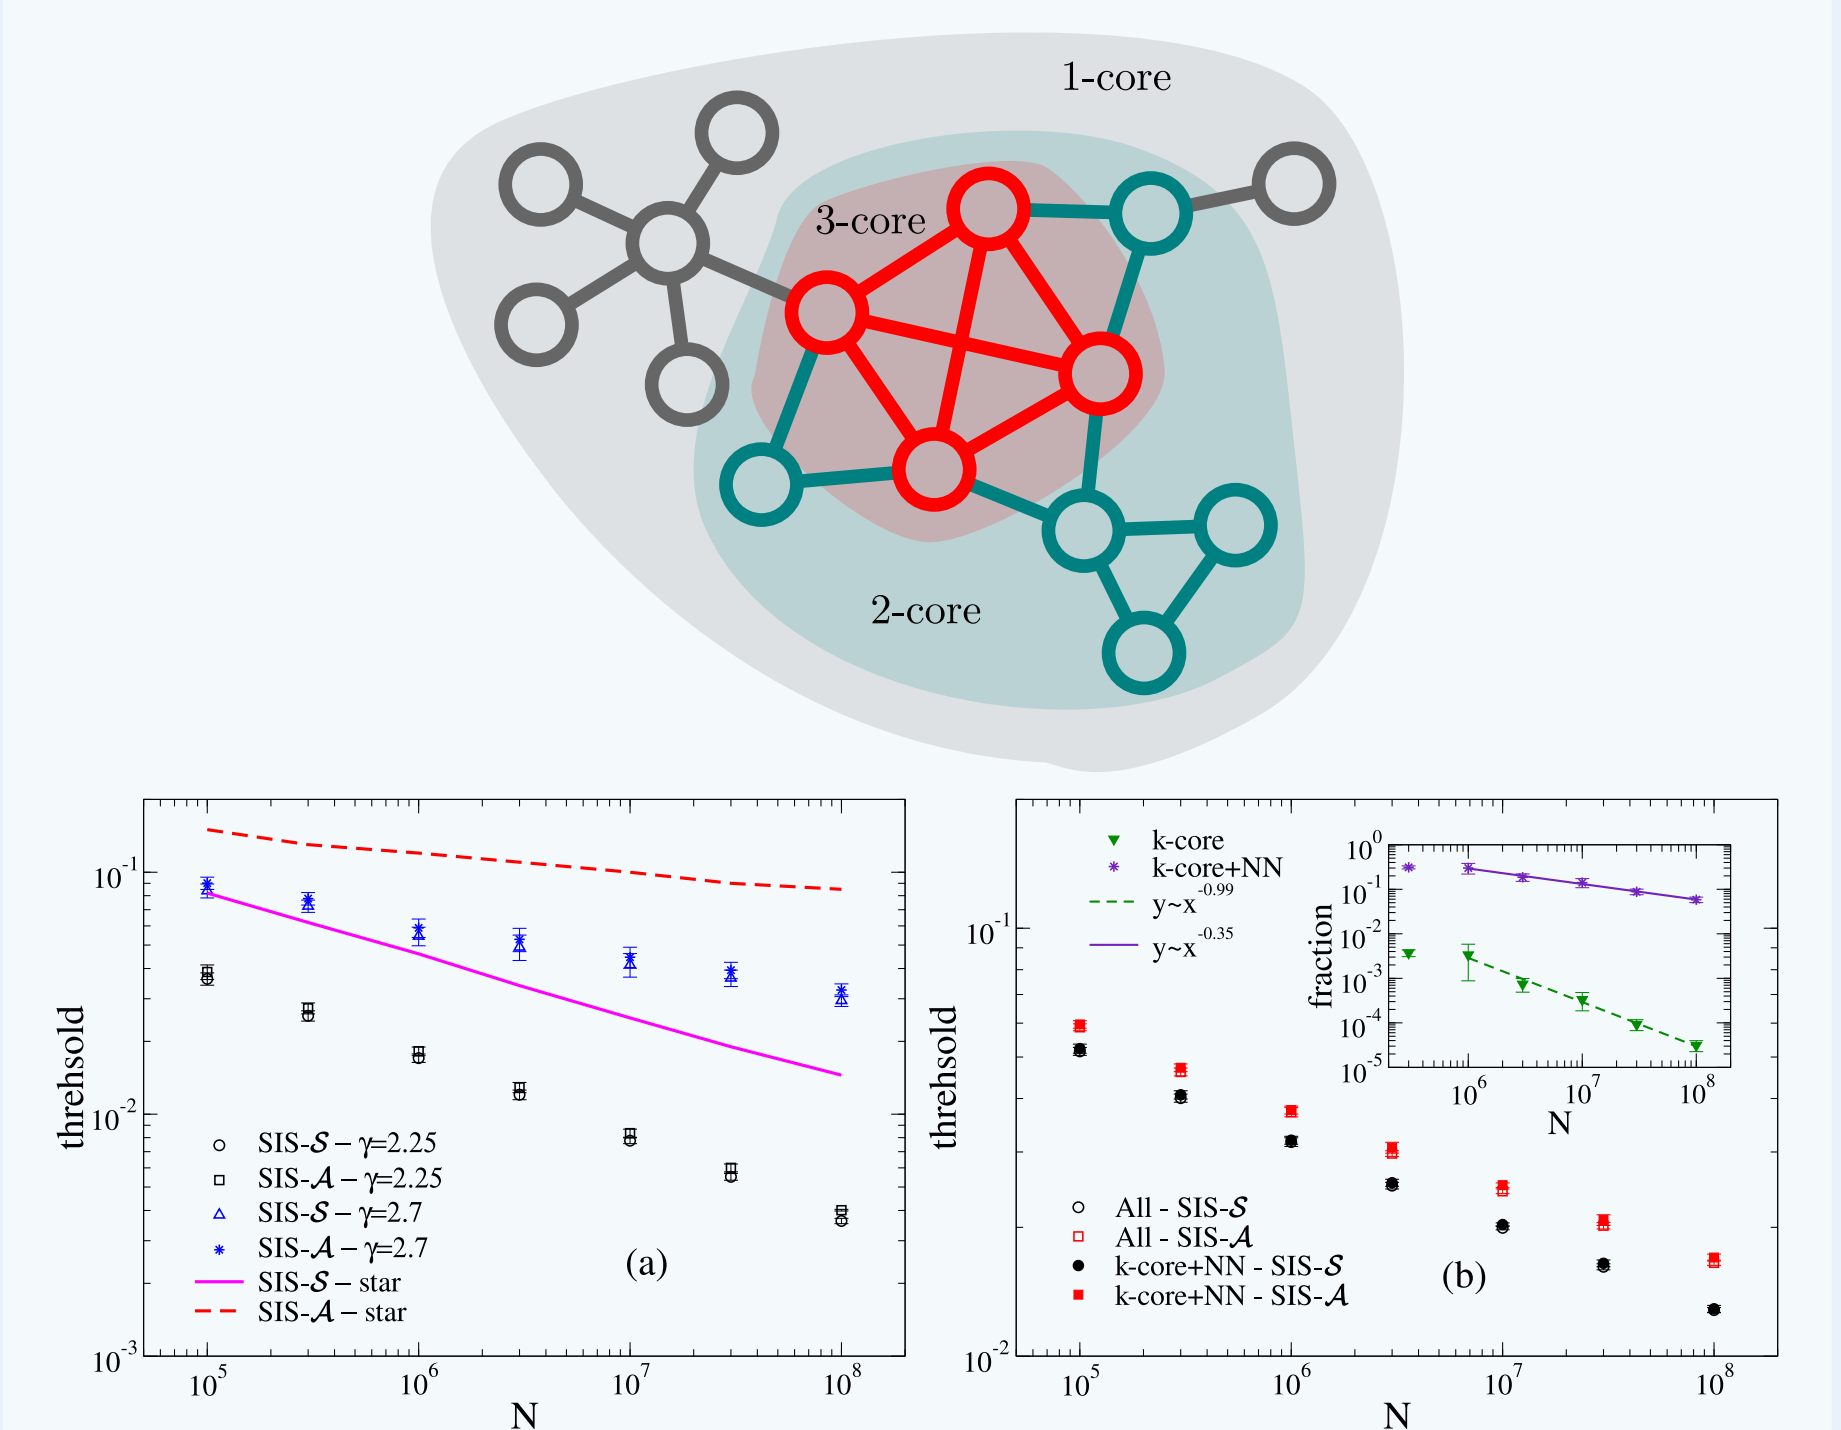 1-core
3-core
2-core
threhsold
10^-1
10^-2
10^-3
10^5 10^6 10^7 10^8
N
SIS-𝓢 – γ=2.25
SIS-𝓐 – γ=2.25
SIS-𝓢 – γ=2.7
SIS-𝓐 – γ=2.7
SIS-𝓢 – star
SIS-𝓐 – star
(a)
threhsold
10^-1
10^-2
10^5 10^6 10^7 10^8
N
k-core
k-core+NN
y~x^-0.99
y~x^-0.35
All - SIS-𝓢
All - SIS-𝓐
k-core+NN - SIS-𝓢
k-core+NN - SIS-𝓐
(b)
fraction
10^0
10^-1
10^-2
10^-3
10^-4
10^-5
10^6 10^7 10^8
N